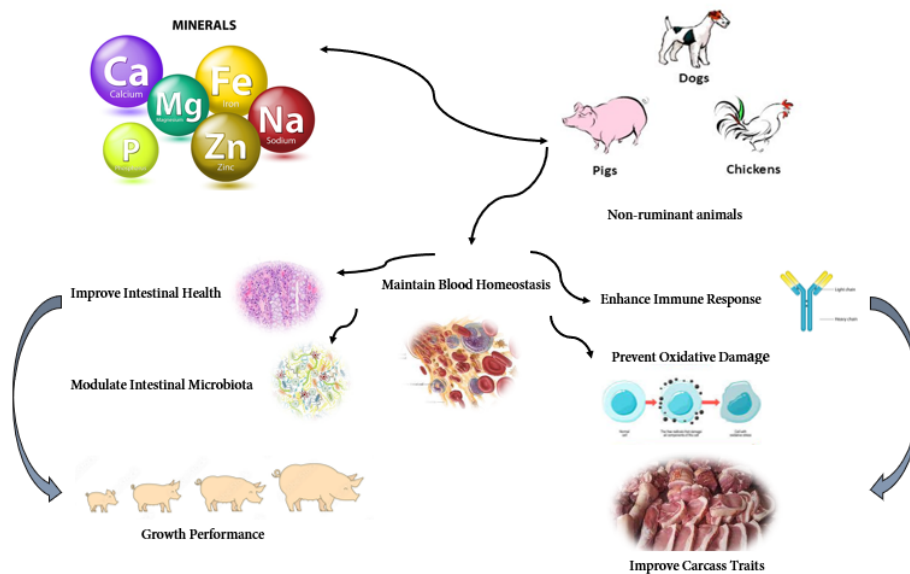 MINERALS
Ca
Calcium
Mg
Magnesium
Fe
Iron
Na
Sodium
P
Zn
Zinc
Dogs
Pigs
Chickens
Non-ruminant animals
Improve Intestinal Health
Maintain Blood Homeostasis
Enhance Immune Response
Light chain
Heavy chain
Modulate Intestinal Microbiota
Prevent Oxidative Damage
Normal cell
Growth Performance
Improve Carcass Traits